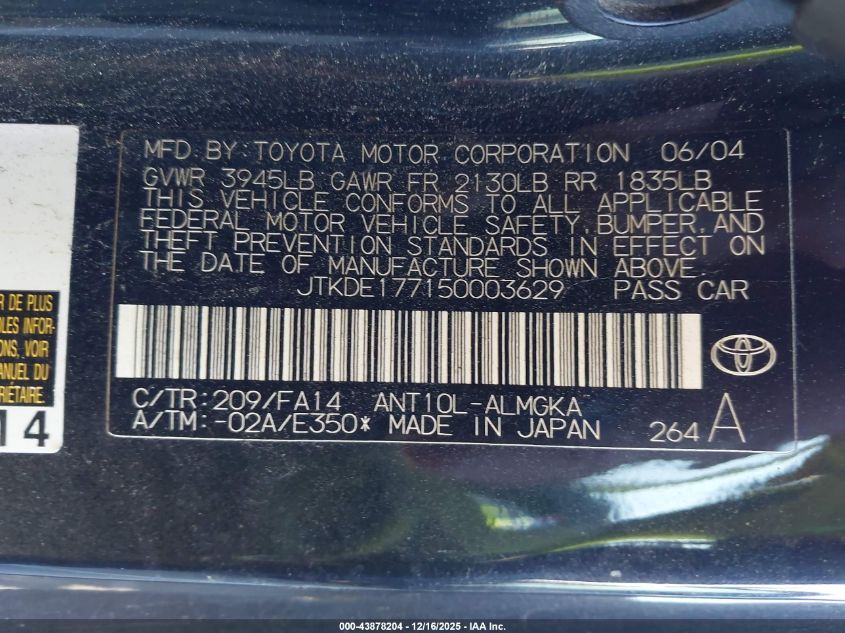 MFD BY: TOYOTA MOTOR CORPORATION 06/04
GVWR 3945LB GAWR FR 2130LB RR 1835LB
THIS VEHICLE CONFORMS TO ALL APPLICABLE
FEDERAL MOTOR VEHICLE SAFETY, BUMPER, AND
THEFT PREVENTION STANDARDS IN EFFECT ON
THE DATE OF MANUFACTURE SHOWN ABOVE.
JTKDE177150003629 PASS CAR
C/TR: 209/FA14 ANT10L-ALMGKA
A/TM: -02A/E350* MADE IN JAPAN 264 A
R DE PLUS
OLES INFOR-
ONS, VOIR
ANUEL DU
RIÉTAIRE.
14
000-43878204 - 12/16/2025 - IAA Inc.